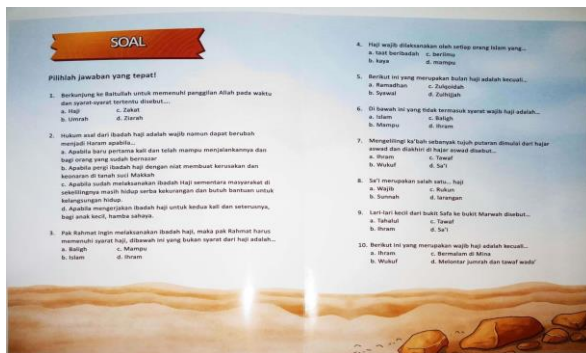 SOAL
Pilihlah jawaban yang tepat!
1. Berkunjung ke Baitullah untuk memenuhi panggilan Allah pada waktu
dan syarat-syarat tertentu disebut....
a. Haji c. Zakat
b. Umrah d. Ziarah
2. Hukum asal dari ibadah haji adalah wajib namun dapat berubah
menjadi Haram apabila...
a. Apabila baru pertama kali dan telah mampu menjalankannya dan
bagi orang yang sudah bernazar
b. Apabila pergi ibadah haji dengan niat membuat kerusakan dan
keonaran di tanah suci Makkah
c. Apabila sudah melaksanakan ibadah Haji sementara masyarakat di
sekelilingnya masih hidup serba kekurangan dan butuh bantuan untuk
kelangsungan hidup.
d. Apabila mengerjakan ibadah haji untuk kedua kali dan seterusnya,
bagi anak kecil, hamba sahaya.
3. Pak Rahmat ingin melaksanakan ibadah haji, maka pak Rahmat harus
memenuhi syarat haji, dibawah ini yang bukan syarat dari haji adalah...
a. Baligh c. Mampu
b. Islam d. Ihram
4. Haji wajib dilaksanakan oleh setiap orang Islam yang...
a. taat beribadah c. berilmu
b. kaya d. mampu
5. Berikut ini yang merupakan bulan haji adalah kecuali...
a. Ramadhan c. Zulqoidah
b. Syawal d. Zulhijjah
6. Di bawah ini yang tidak termasuk syarat wajib haji adalah...
a. Islam c. Baligh
b. Mampu d. Ihram
7. Mengelilingi ka'bah sebanyak tujuh putaran dimulai dari hajar
aswad dan diakhiri di hajar aswad disebut...
a. Ihram c. Tawaf
b. Wukuf d. Sa'i
8. Sa'i merupakan salah satu... haji
a. Wajib c. Rukun
b. Sunnah d. larangan
9. Lari-lari kecil dari bukit Safa ke bukit Marwah disebut...
a. Tahalul c. Tawaf
b. Ihram d. Sa'i
10. Berikut ini yang merupakan wajib haji adalah kecuali...
a. Ihram c. Bermalam di Mina
b. Wukuf d. Melontar jumrah dan tawaf wada'